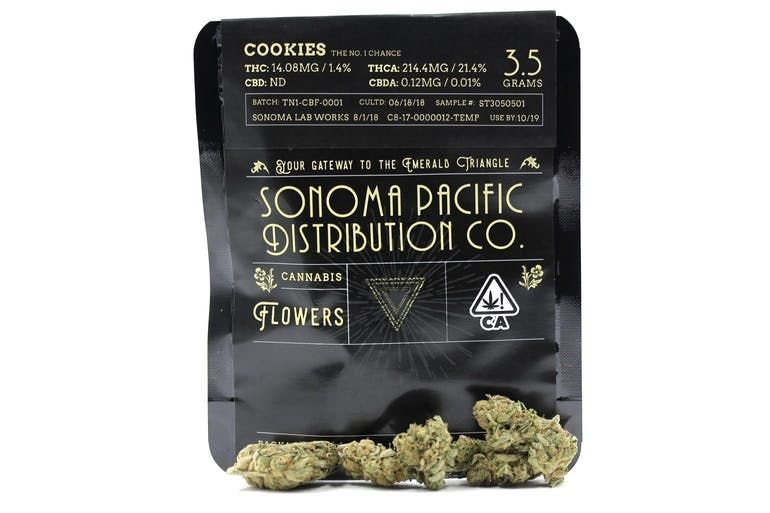 COOKIES THE NO. 1 CHANCE
THC: 14.08MG / 1.4% THCA: 214.4MG / 21.4%
CBD: ND CBDA: 0.12MG / 0.01%
3.5
GRAMS
BATCH: TN1-CBF-0001 CULTD: 06/18/18 SAMPLE #: ST3050501
SONOMA LAB WORKS 8/1/18 C8-17-0000012-TEMP USE BY:10/19
YOUR GATEWAY TO THE EMERALD TRIANGLE
SONOMA PACIFIC
DISTRIBUTION CO.
CANNABIS
FLOWERS
!
CA